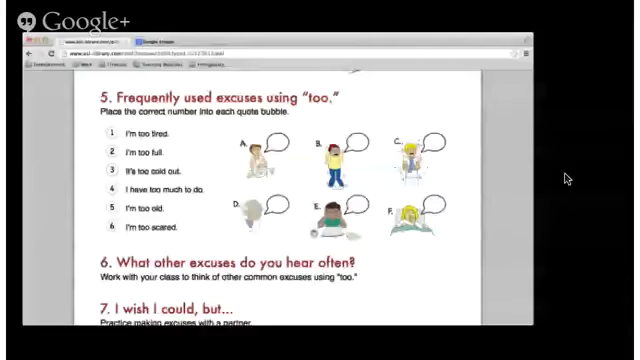 Google+
Google Images
5. Frequently used excuses using "too."
Place the correct number into each quote bubble.
1 I'm too tired.
2 I'm too full.
3 It's too cold out.
4 I have too much to do.
5 I'm too old.
6 I'm too scared.
A. B. C.
D. E. F.
6. What other excuses do you hear often?
Work with your class to think of other common excuses using "too."
7. I wish I could, but...
Practice making excuses with a partner.